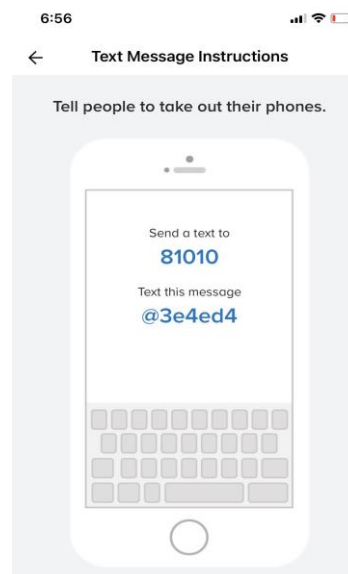 6:56
Text Message Instructions
Tell people to take out their phones.
Send a text to
81010
Text this message
@3e4ed4